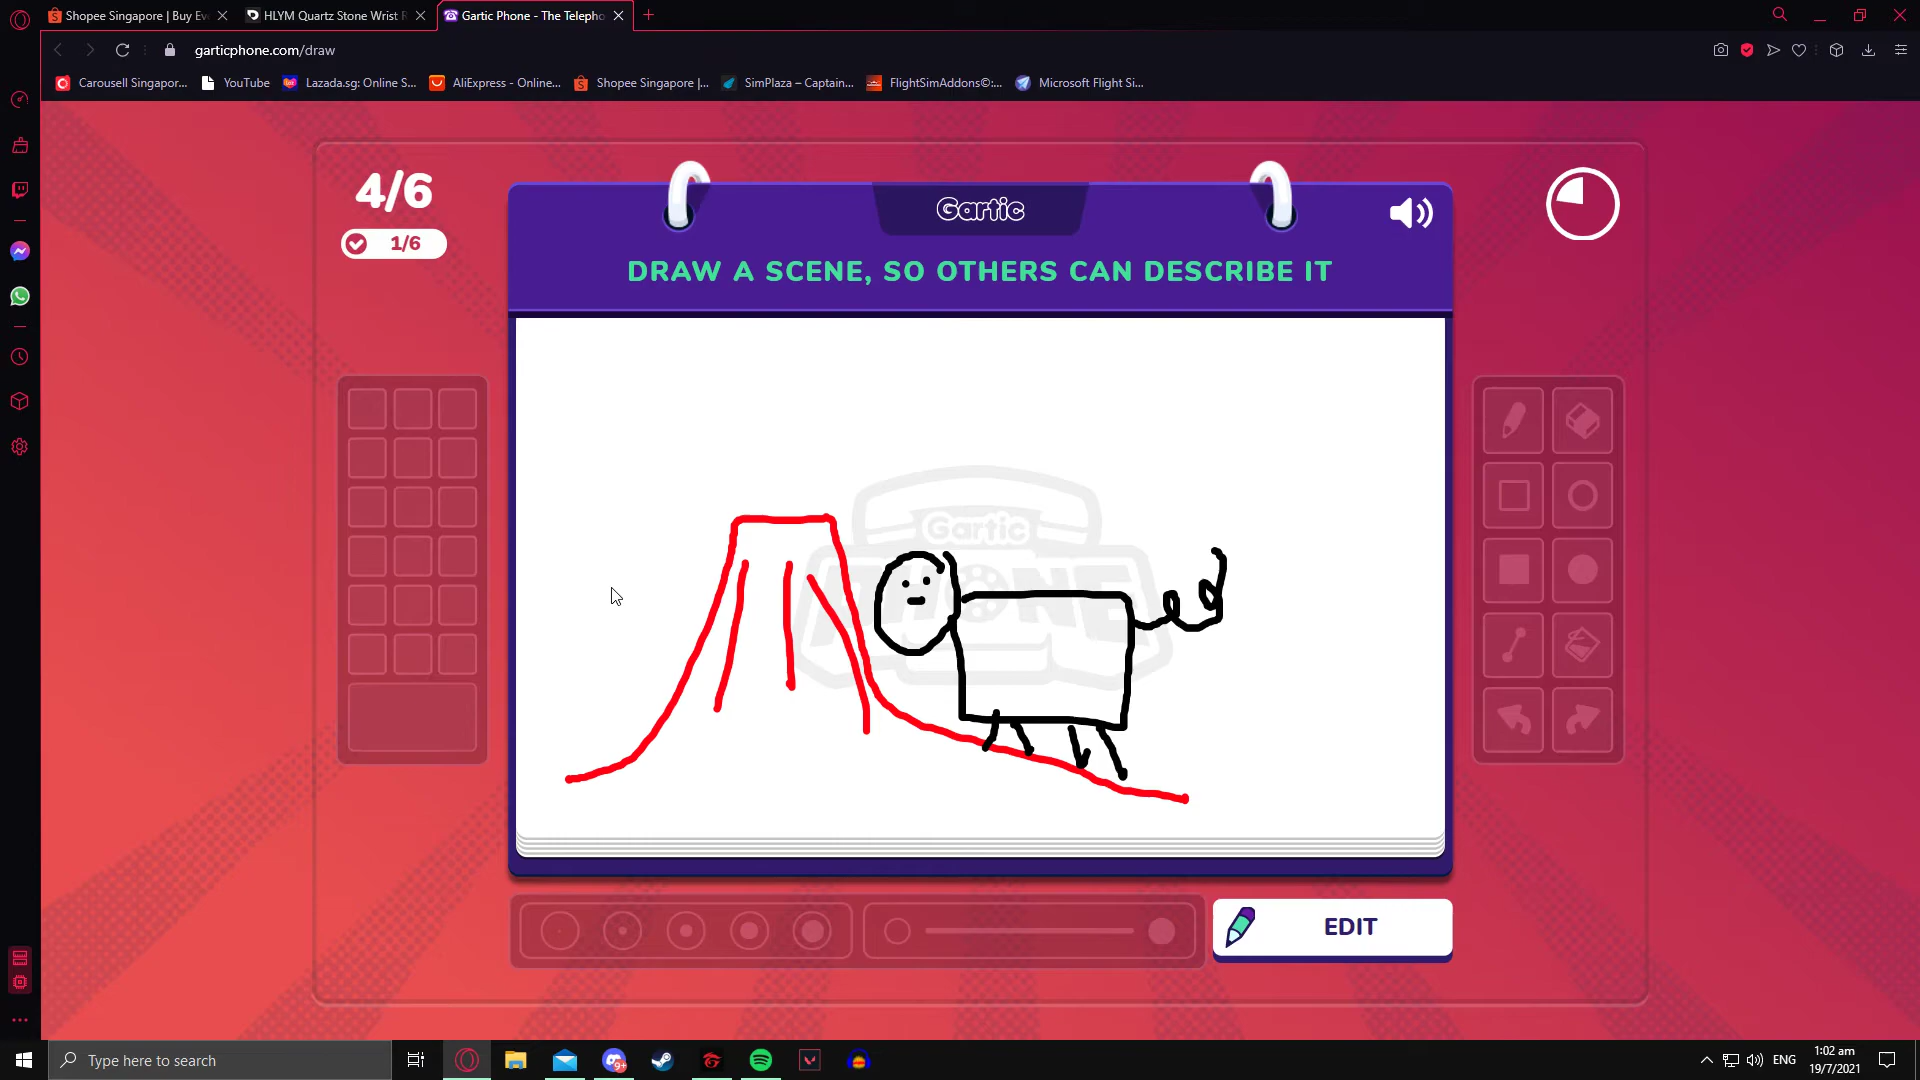 Shopee Singapore | Buy Ev
HLYM Quartz Stone Wrist R
Gartic Phone - The Telepho
garticphone.com/draw
Carousell Singapor...
YouTube
Lazada.sg: Online S...
AliExpress - Online...
Shopee Singapore |...
SimPlaza – Captain...
FlightSimAddons©:...
Microsoft Flight Si...
4/6
1/6
Gartic
DRAW A SCENE, SO OTHERS CAN DESCRIBE IT
Gartic
PHONE
EDIT
Type here to search
9+
ENG
1:02 am
19/7/2021